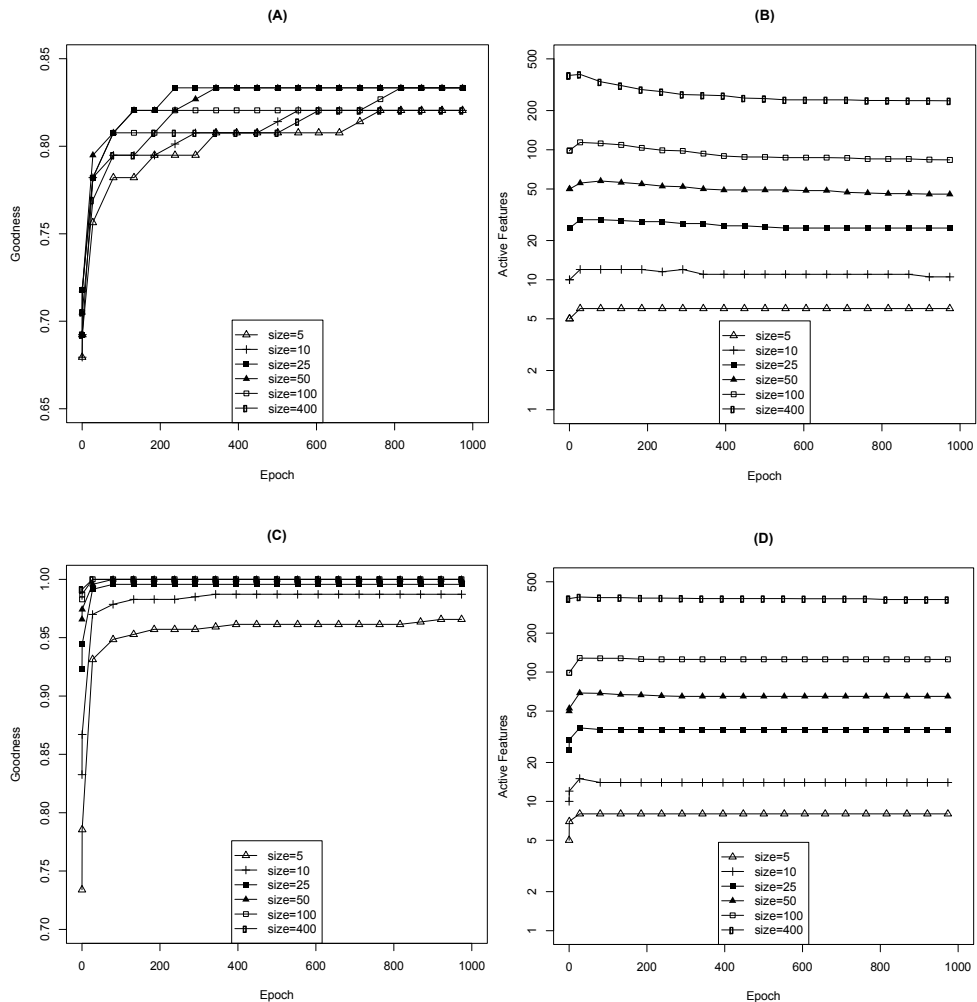 (A)
Goodness
0.85
0.80
0.75
0.70
0.65
size=5
size=10
size=25
size=50
size=100
size=400
0 200 400 600 800 1000
Epoch
(B)
Active Features
500
200
100
50
20
10
5
2
1
size=5
size=10
size=25
size=50
size=100
size=400
0 200 400 600 800 1000
Epoch
(C)
Goodness
1.00
0.95
0.90
0.85
0.80
0.75
0.70
size=5
size=10
size=25
size=50
size=100
size=400
0 200 400 600 800 1000
Epoch
(D)
Active Features
500
200
100
50
20
10
5
2
1
size=5
size=10
size=25
size=50
size=100
size=400
0 200 400 600 800 1000
Epoch